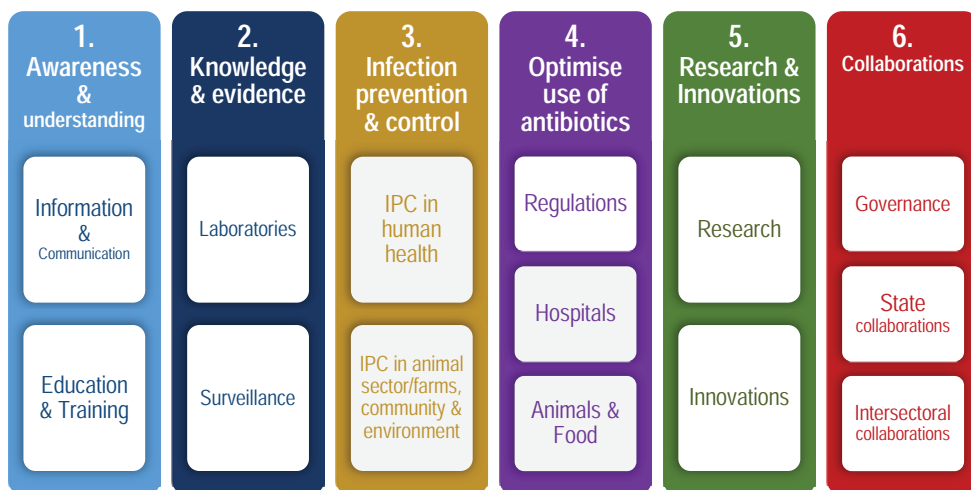 1.
Awareness
&
understanding
Information
&
Communication
Education
& Training
2.
Knowledge
& evidence
Laboratories
Surveillance
3.
Infection
prevention
& control
IPC in
human
health
IPC in animal
sector/farms,
community &
environment
4.
Optimise
use of
antibiotics
Regulations
Hospitals
Animals &
Food
5.
Research &
Innovations
Research
Innovations
6.
Collaborations
Governance
State
collaborations
Intersectoral
collaborations